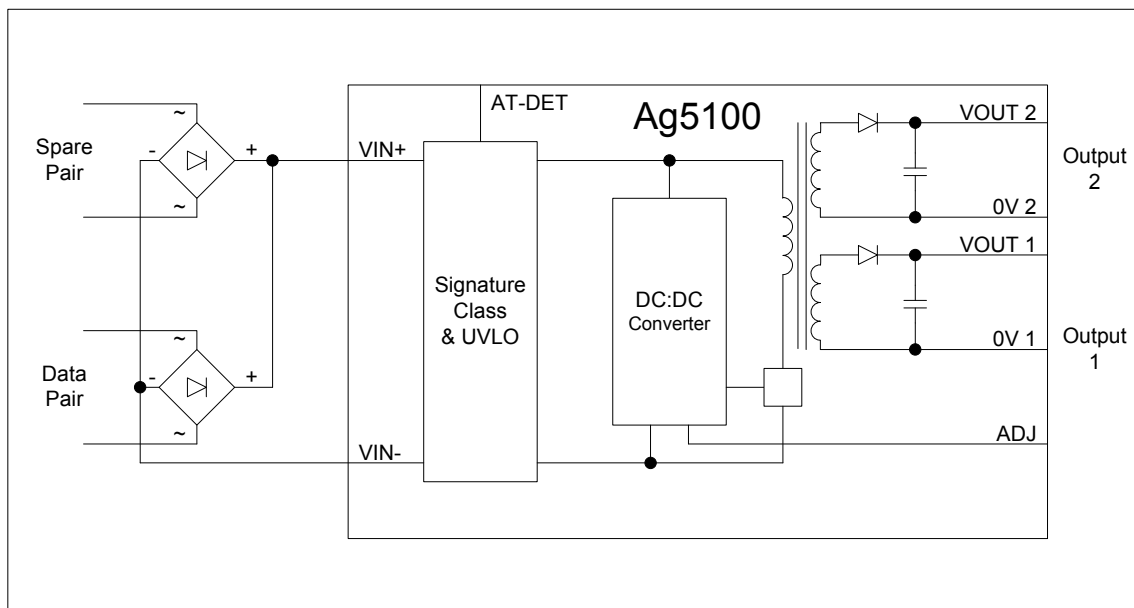 AT-DET
Ag5100
~
Spare
Pair
-
+
~
VIN+
VOUT 2
Output
2
0V 2
VOUT 1
Signature
Class
& UVLO
DC:DC
Converter
0V 1
Output
1
~
Data
Pair
-
+
~
VIN-
ADJ